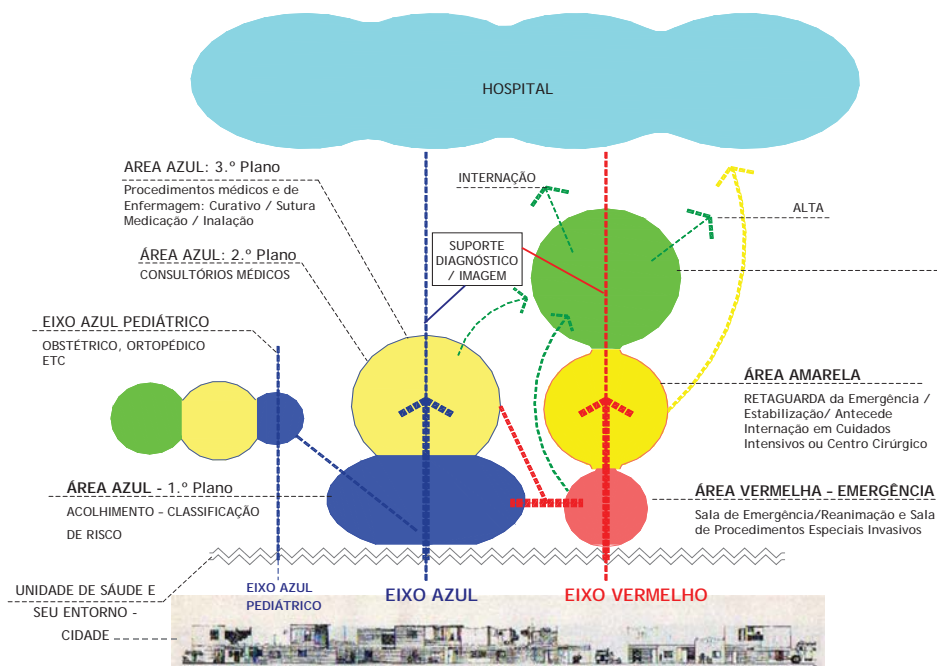 HOSPITAL
AREA AZUL: 3.º Plano
Procedimentos médicos e de
Enfermagem: Curativo / Sutura
Medicação / Inalação
INTERNAÇÃO
ALTA
SUPORTE
DIAGNÓSTICO
/ IMAGEM
ÁREA AZUL: 2.º Plano
CONSULTÓRIOS MÉDICOS
EIXO AZUL PEDIÁTRICO
OBSTÉTRICO, ORTOPÉDICO
ETC
ÁREA AMARELA
RETAGUARDA da Emergência /
Estabilização/ Antecede
Internação em Cuidados
Intensivos ou Centro Cirúrgico
ÁREA AZUL - 1.º Plano
ACOLHIMENTO - CLASSIFICAÇÃO
DE RISCO
ÁREA VERMELHA - EMERGÊNCIA
Sala de Emergência/Reanimação e Sala
de Procedimentos Especiais Invasivos
UNIDADE DE SÁUDE E
SEU ENTORNO -
CIDADE
EIXO AZUL
PEDIÁTRICO
EIXO AZUL
EIXO VERMELHO